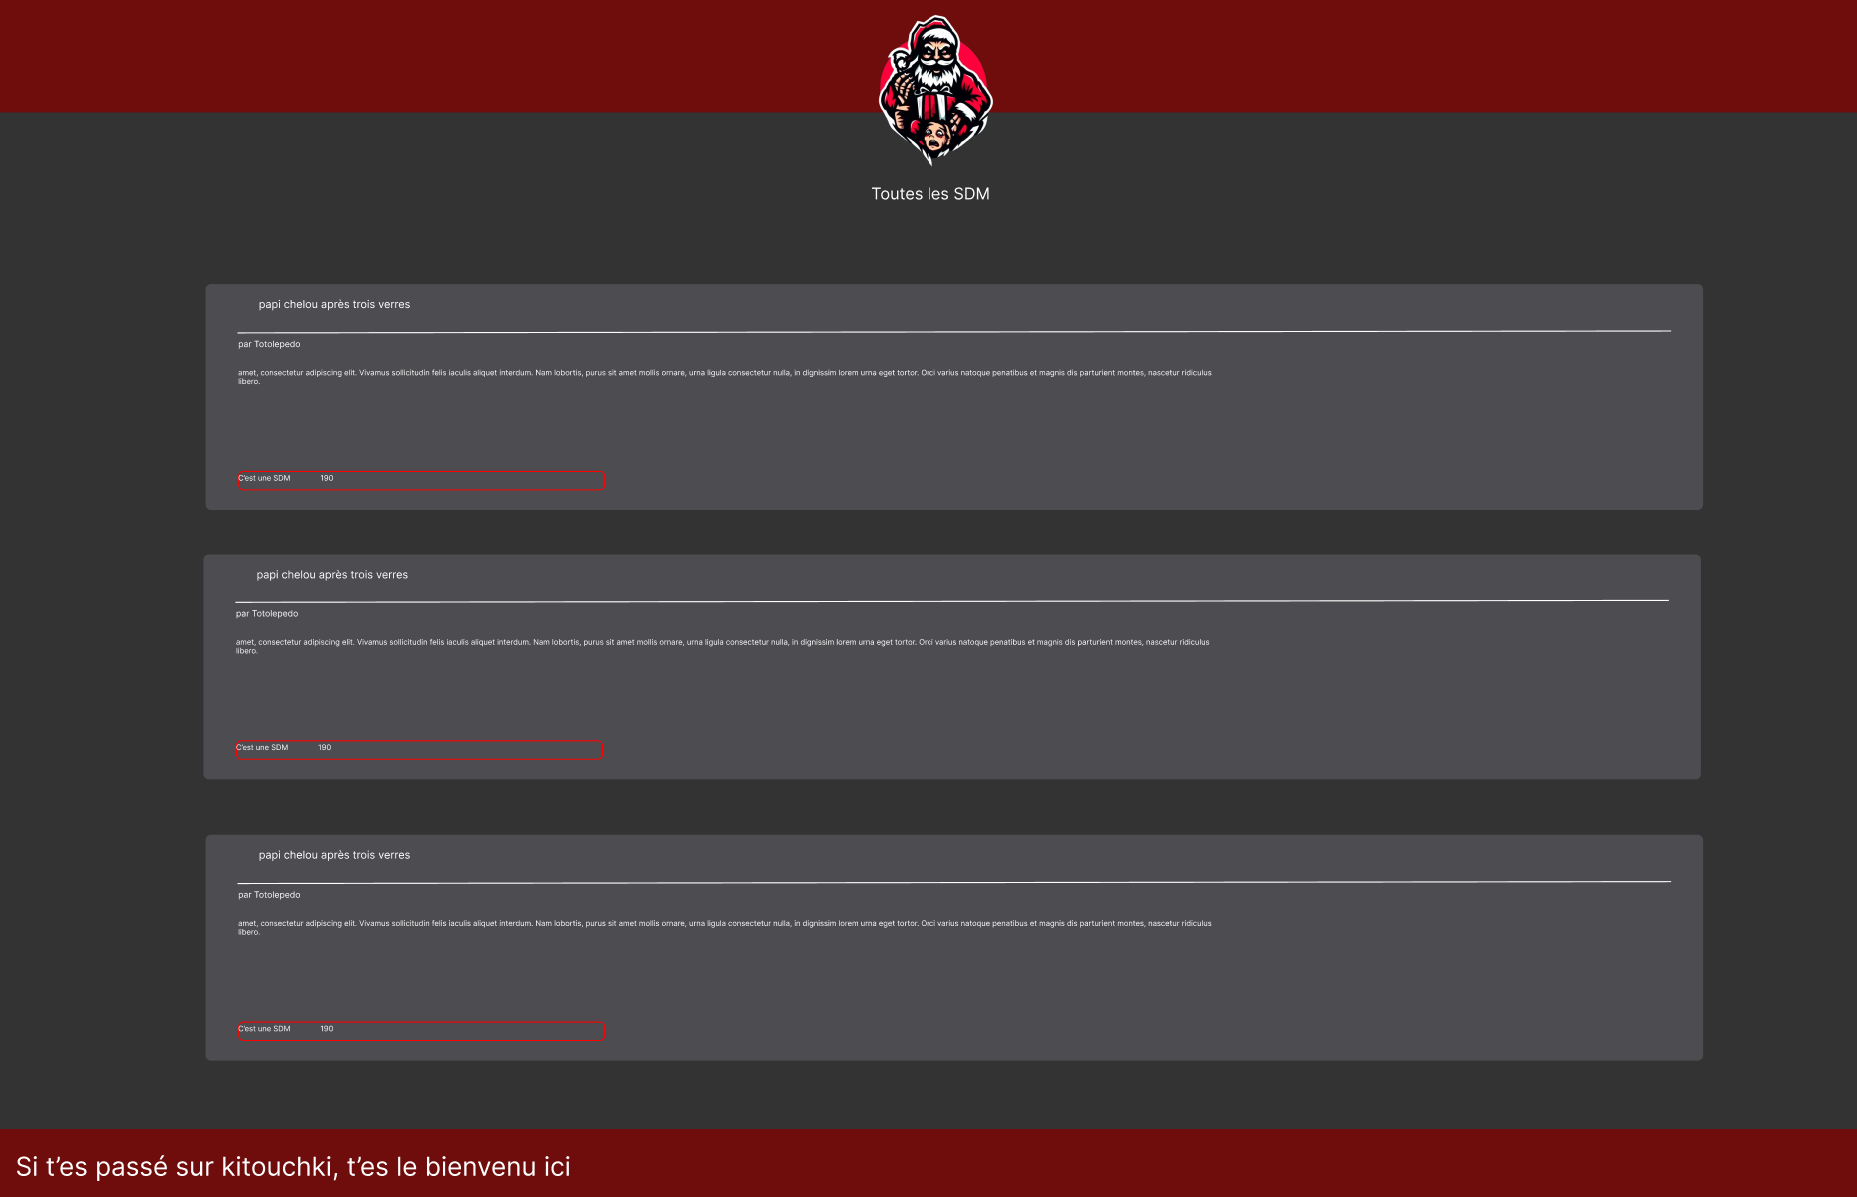 Toutes les SDM
papi chelou après trois verres
par Totolepedo
amet, consectetur adipiscing elit. Vivamus sollicitudin felis iaculis aliquet interdum. Nam lobortis, purus sit amet mollis ornare, urna ligula consectetur nulla, in dignissim lorem urna eget tortor. Orci varius natoque penatibus et magnis dis parturient montes, nascetur ridiculus
libero.
C'est une SDM 190
papi chelou après trois verres
par Totolepedo
amet, consectetur adipiscing elit. Vivamus sollicitudin felis iaculis aliquet interdum. Nam lobortis, purus sit amet mollis ornare, urna ligula consectetur nulla, in dignissim lorem urna eget tortor. Orci varius natoque penatibus et magnis dis parturient montes, nascetur ridiculus
libero.
C'est une SDM 190
papi chelou après trois verres
par Totolepedo
amet, consectetur adipiscing elit. Vivamus sollicitudin felis iaculis aliquet interdum. Nam lobortis, purus sit amet mollis ornare, urna ligula consectetur nulla, in dignissim lorem urna eget tortor. Orci varius natoque penatibus et magnis dis parturient montes, nascetur ridiculus
libero.
C'est une SDM 190
Si t'es passé sur kitouchki, t'es le bienvenu ici